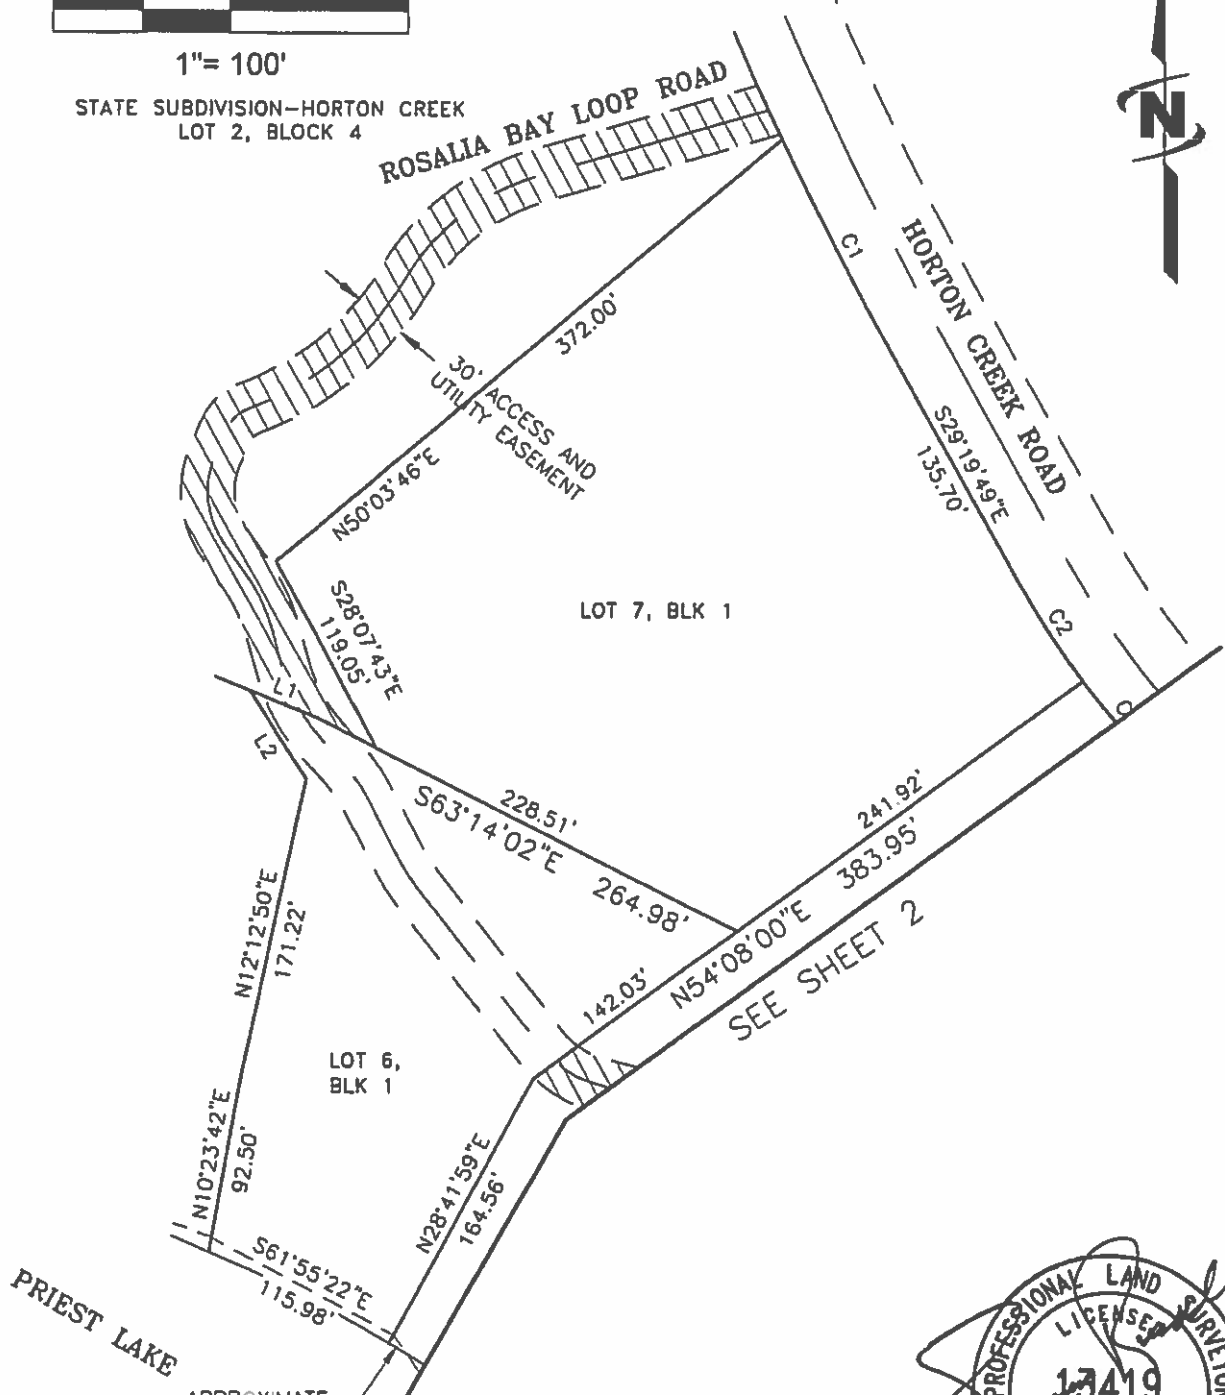 1"= 100'
STATE SUBDIVISION-HORTON CREEK
LOT 2, BLOCK 4
ROSALIA BAY LOOP ROAD
N
HORTON CREEK ROAD
C1
372.00'
30' ACCESS AND
UTILITY EASEMENT
N50°03'46"E
S29°19'49"E
135.70'
S28°07'43"E
119.05'
LOT 7, BLK 1
C2
L1
L2
228.51'
S63°14'02"E 264.98'
241.92'
N54°08'00"E 383.95'
SEE SHEET 2
142.03'
N12°12'50"E
171.22'
LOT 6,
BLK 1
N10°23'42"E
92.50'
N28°41'59"E
164.56'
S61°55'22"E
115.98'
PRIEST LAKE
APPROXIMATE
PROFESSIONAL LAND
LICENSED